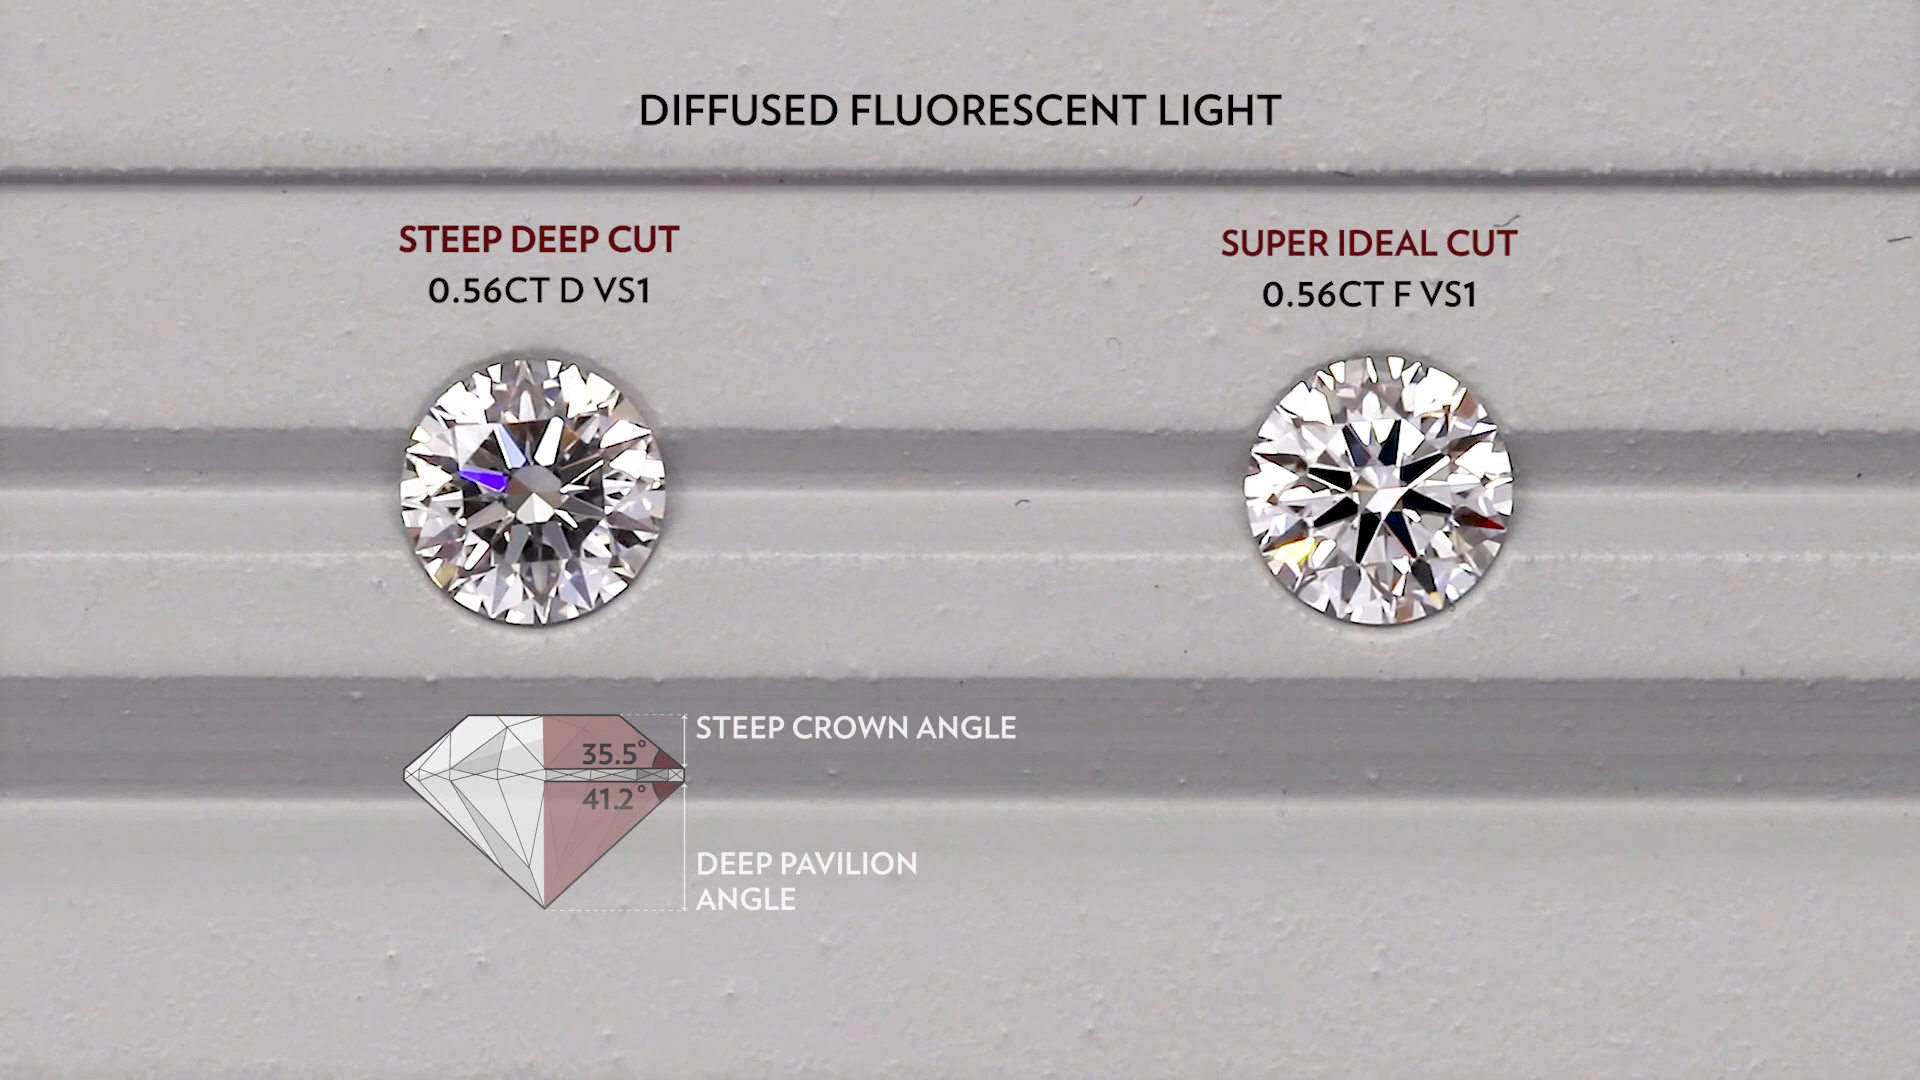 DIFFUSED FLUORESCENT LIGHT
STEEP DEEP CUT
0.56CT D VS1
SUPER IDEAL CUT
0.56CT F VS1
STEEP CROWN ANGLE
35.5°
41.2°
DEEP PAVILION
ANGLE